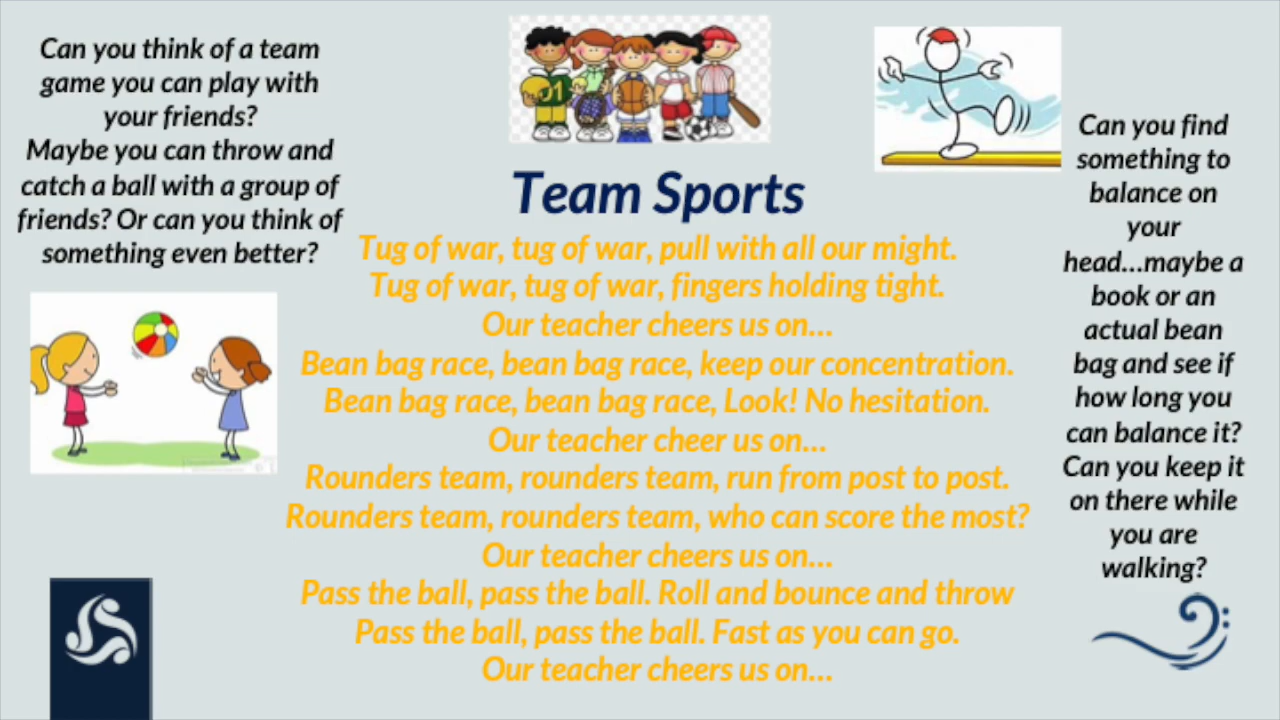 Can you think of a team
game you can play with
your friends?
Maybe you can throw and
catch a ball with a group of
friends? Or can you think of
something even better?
Team Sports
Tug of war, tug of war, pull with all our might.
Tug of war, tug of war, fingers holding tight.
Our teacher cheers us on...
Bean bag race, bean bag race, keep our concentration.
Bean bag race, bean bag race, Look! No hesitation.
Our teacher cheer us on...
Rounders team, rounders team, run from post to post.
Rounders team, rounders team, who can score the most?
Our teacher cheers us on...
Pass the ball, pass the ball. Roll and bounce and throw
Pass the ball, pass the ball. Fast as you can go.
Our teacher cheers us on...
Can you find
something to
balance on
your
head...maybe a
book or an
actual bean
bag and see if
how long you
can balance it?
Can you keep it
on there while
you are
walking?